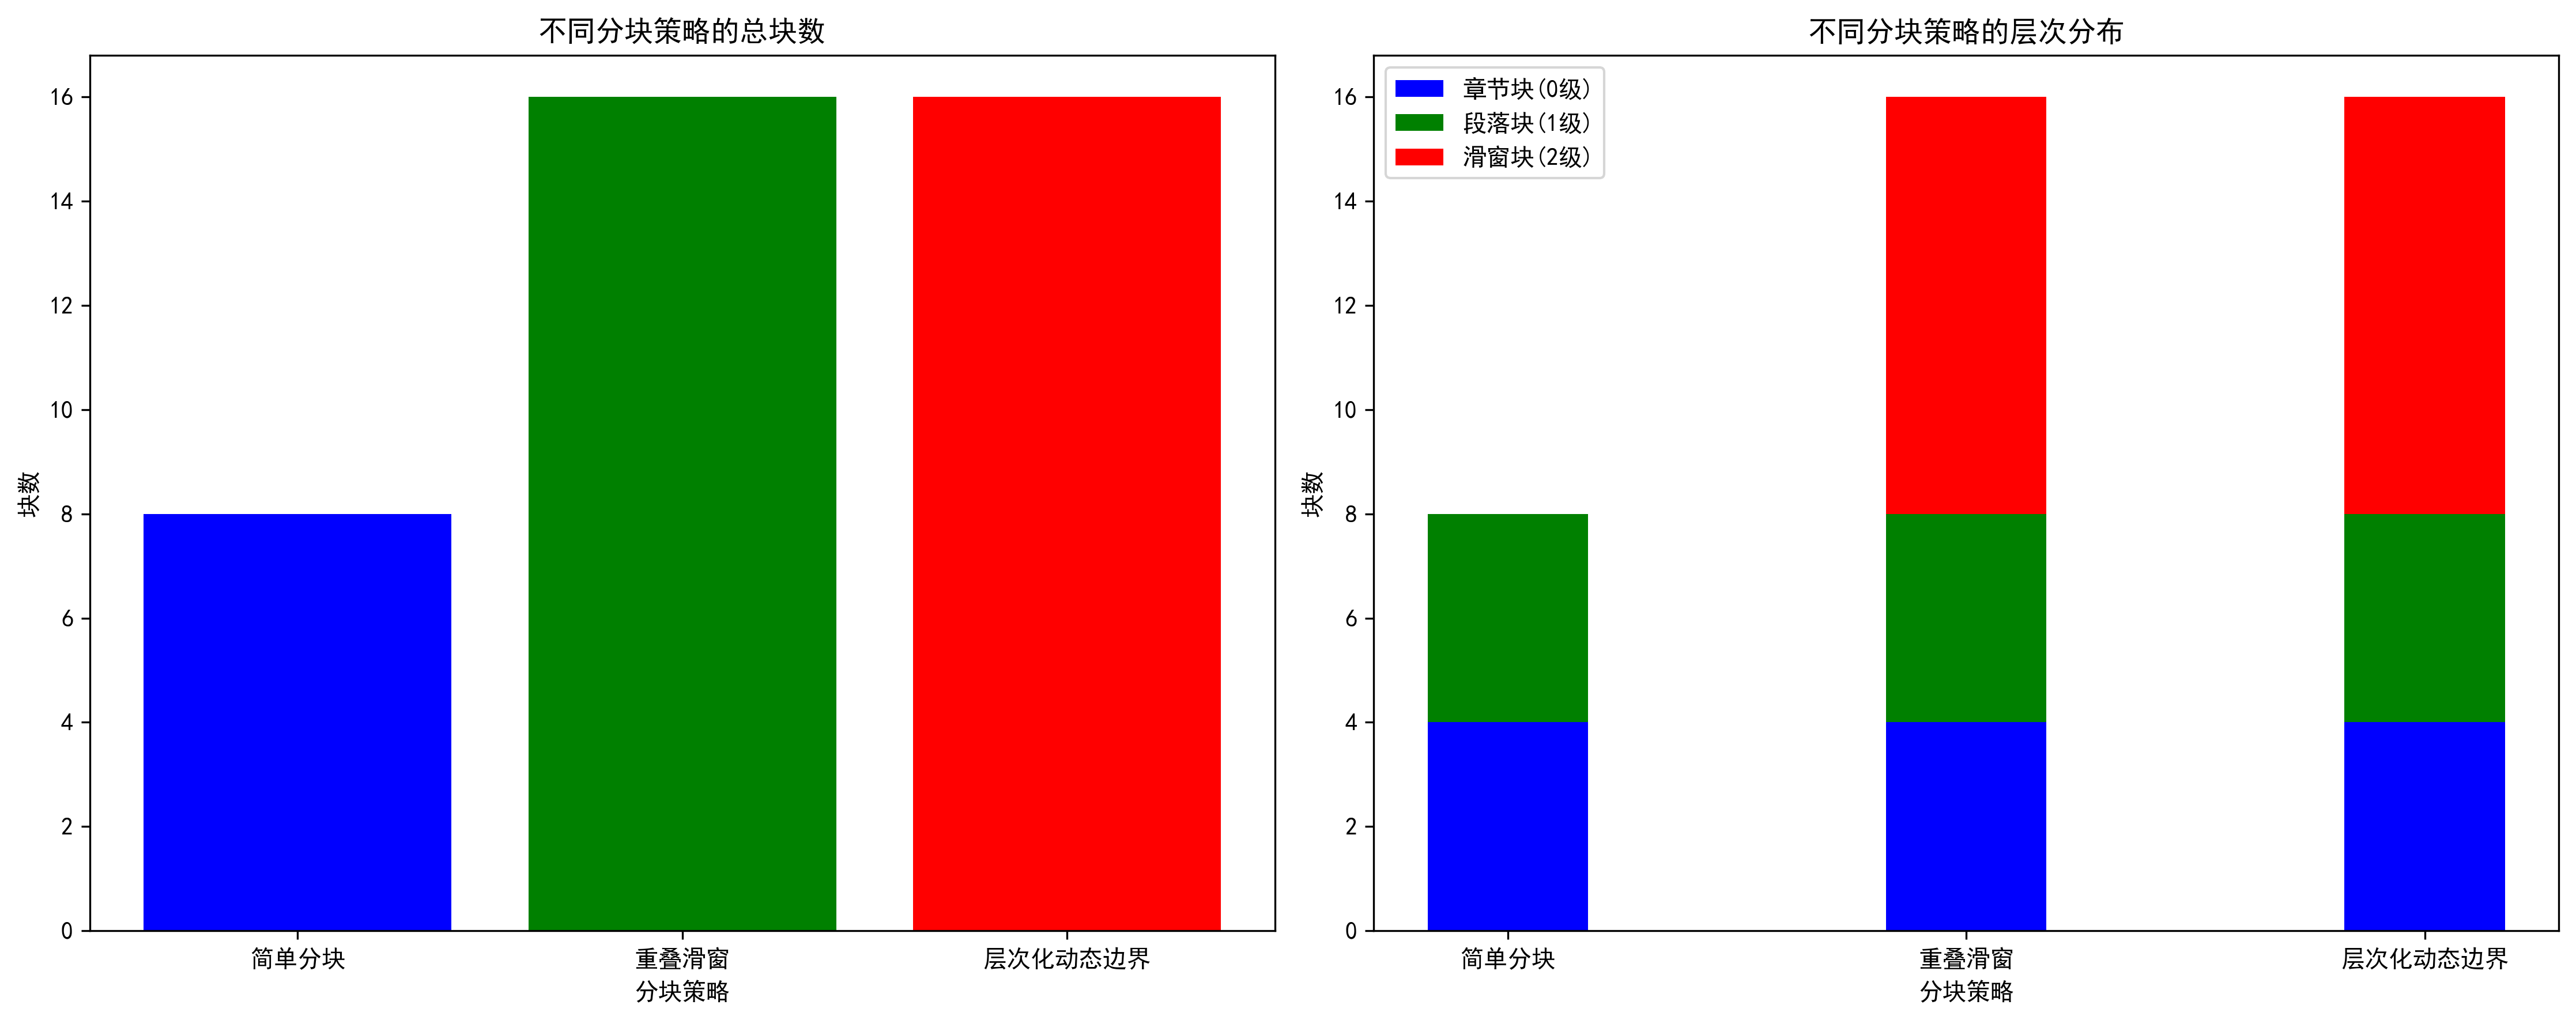 不同分块策略的总块数
16
14
12
10
8
6
4
2
0
块数
简单分块
重叠滑窗
层次化动态边界
分块策略
不同分块策略的层次分布
章节块(0级)
段落块(1级)
滑窗块(2级)
16
14
12
10
8
6
4
2
0
块数
简单分块
重叠滑窗
层次化动态边界
分块策略